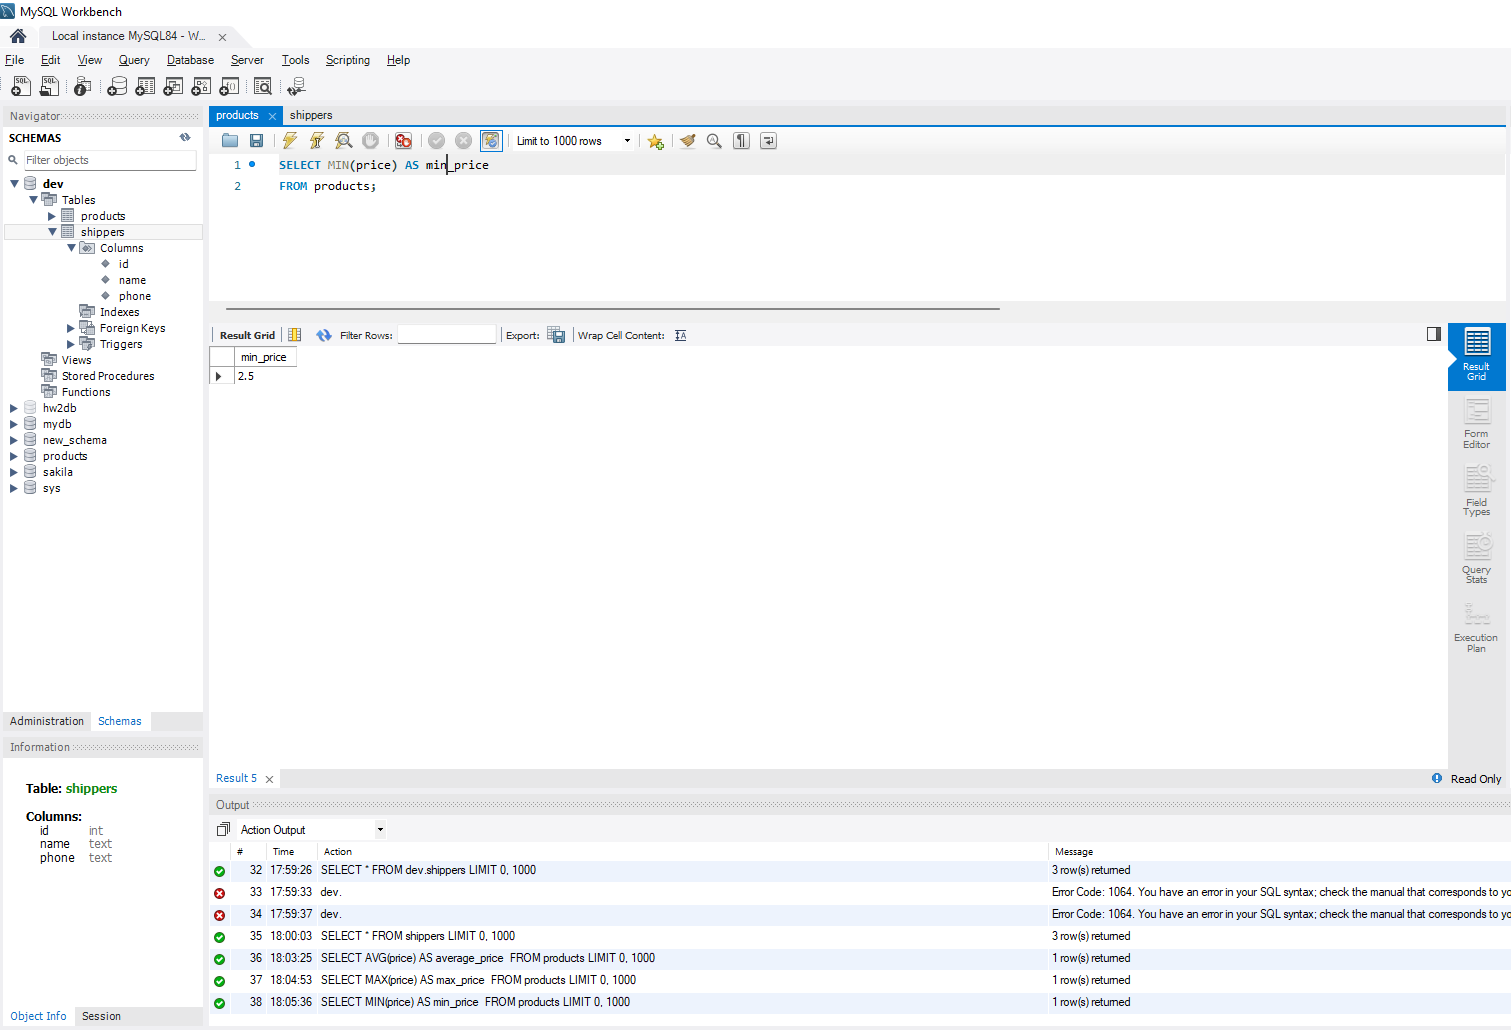 MySQL Workbench
Local instance MySQL84 - W...
File Edit View Query Database Server Tools Scripting Help
Navigator
SCHEMAS
Filter objects
dev
Tables
products
shippers
Columns
id
name
phone
Indexes
Foreign Keys
Triggers
Views
Stored Procedures
Functions
hw2db
mydb
new_schema
products
sakila
sys
Administration Schemas
Information
Table: shippers
Columns:
id int
name text
phone text
Object Info Session
products shippers
Limit to 1000 rows
1 SELECT MIN(price) AS min_price
2 FROM products;
Result Grid Filter Rows: Export: Wrap Cell Content:
min_price
2.5
Result
Grid
Form
Editor
Field
Types
Query
Stats
Execution
Plan
Result 5 Read Only
Output
Action Output
# Time Action Message
32 17:59:26 SELECT * FROM dev.shippers LIMIT 0, 1000 3 row(s) returned
33 17:59:33 dev. Error Code: 1064. You have an error in your SQL syntax; check the manual that corresponds to yo
34 17:59:37 dev. Error Code: 1064. You have an error in your SQL syntax; check the manual that corresponds to yo
35 18:00:03 SELECT * FROM shippers LIMIT 0, 1000 3 row(s) returned
36 18:03:25 SELECT AVG(price) AS average_price FROM products LIMIT 0, 1000 1 row(s) returned
37 18:04:53 SELECT MAX(price) AS max_price FROM products LIMIT 0, 1000 1 row(s) returned
38 18:05:36 SELECT MIN(price) AS min_price FROM products LIMIT 0, 1000 1 row(s) returned